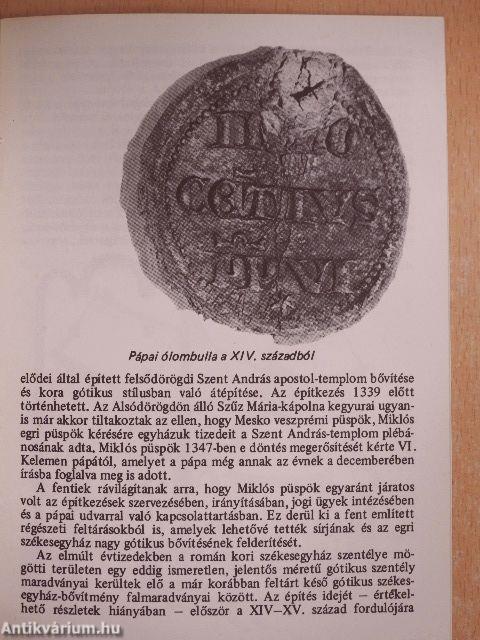 CETIUS
Pápai ólombulla a XIV. századból
elődei által épített felsődörögdi Szent András apostol-templom bővítése
és kora gótikus stílusban való átépítése. Az építkezés 1339 előtt
történhetett. Az Alsódörögdön álló Szűz Mária-kápolna kegyurai ugyan-
is már akkor tiltakoztak az ellen, hogy Mesko veszprémi püspök, Miklós
egri püspök kérésére egyházuk tizedeit a Szent András-templom plébá-
nosának adta. Miklós püspök 1347-ben e döntés megerősítését kérte VI.
Kelemen pápától, amelyet a pápa még annak az évnek a decemberében
írásba foglalva meg is adott.
A fentiek rávilágítanak arra, hogy Miklós püspök egyaránt járatos
volt az építkezések szervezésében, irányításában, jogi ügyek intézésében
és a pápai udvarral való kapcsolattartásban. Ez derül ki a fent említett
régészeti feltárásokból is, amelyek lehetővé tették sírjának és az egri
székesegyház nagy gótikus bővítésének felderítését.
Az elmúlt évtizedekben a román kori székesegyház szentélye mö-
götti területen egy eddig ismeretlen, jelentős méretű gótikus szentély
maradványai kerültek elő a már korábban feltárt késő gótikus székes-
egyház-bővítmény falmaradványai között. Az építés idejét – értékel-
hető részletek hiányában – először a XIV–XV. század fordulójára
Antikvárium.hu